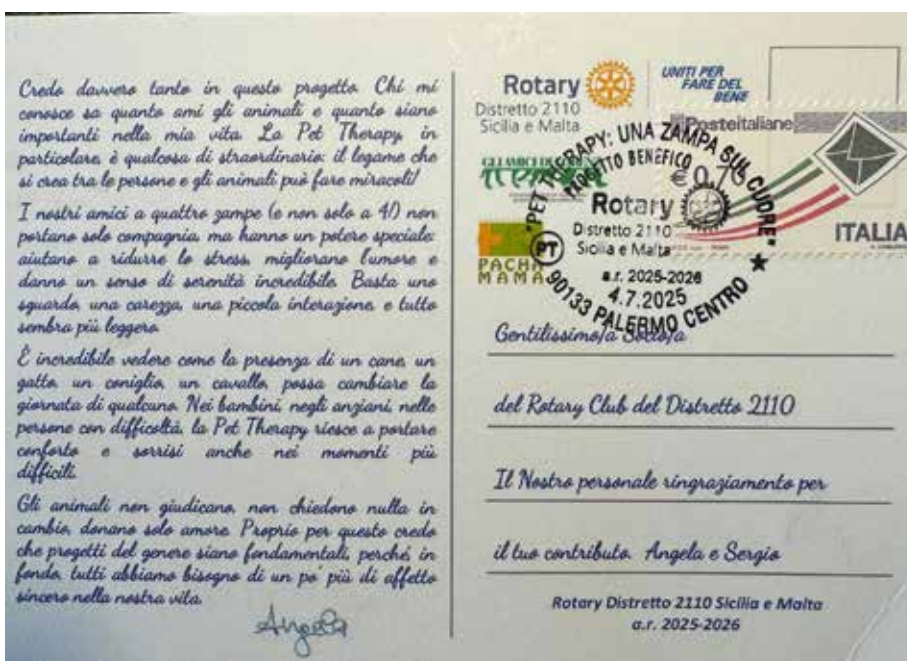 Credo davvero tanto in questo progetto. Chi mi
conosce sa quanto ami gli animali e quanto siano
importanti nella mia vita. La Pet Therapy, in
particolare, è qualcosa di straordinario: il legame che
si crea tra le persone e gli animali può fare miracoli!
I nostri amici a quattro zampe (e non solo a 4!) non
portano solo compagnia, ma hanno un potere speciale:
aiutano a ridurre lo stress, migliorano l'umore e
danno un senso di serenità incredibile. Basta uno
sguardo, una carezza, una piccola interazione, e tutto
sembra più leggero.
È incredibile vedere come la presenza di un cane, un
gatto, un coniglio, un cavallo, possa cambiare la
giornata di qualcuno. Nei bambini, negli anziani, nelle
persone con difficoltà, la Pet Therapy riesce a portare
conforto e sorrisi anche nei momenti più
difficili.
Gli animali non giudicano, non chiedono nulla in
cambio, donano solo amore. Proprio per questo credo
che progetti del genere siano fondamentali, perché, in
fondo, tutti abbiamo bisogno di un po' più di affetto
sincero nella nostra vita.
Angela
Rotary
Distretto 2110
Sicilia e Malta
UNITI PER
FARE DEL
BENE
Posteitaliane
ITALIA
PACHA
MAMA
"PET THERAPY: UNA ZAMPA SUL CUORE"
PROGETTO BENEFICO
Rotary
Distretto 2110
Sicilia e Malta
PT
a.r. 2025-2026
4.7.2025
90133 PALERMO CENTRO
Gentilissimo/a Socio/a
del Rotary Club del Distretto 2110
Il Nostro personale ringraziamento per
il tuo contributo. Angela e Sergio
Rotary Distretto 2110 Sicilia e Malta
a.r. 2025-2026